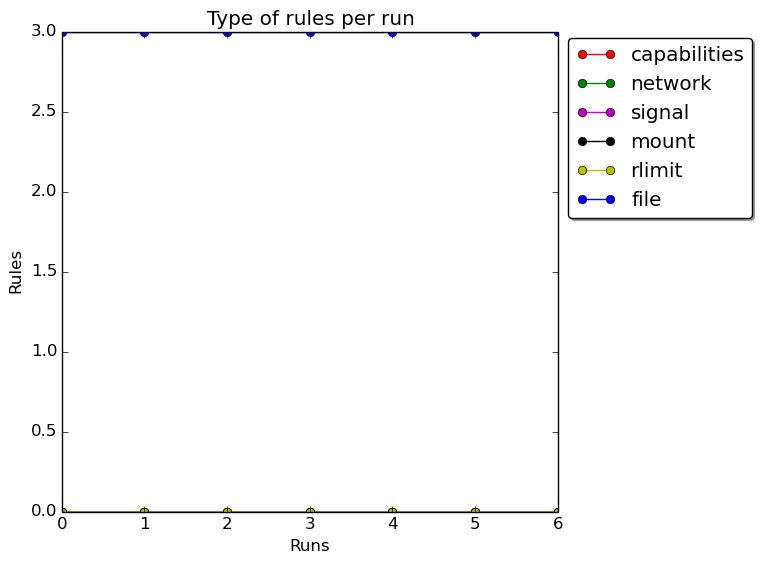 Type of rules per run
3.0
2.5
2.0
1.5
1.0
0.5
0.0
Rules
0 1 2 3 4 5 6
Runs
capabilities
network
signal
mount
rlimit
file